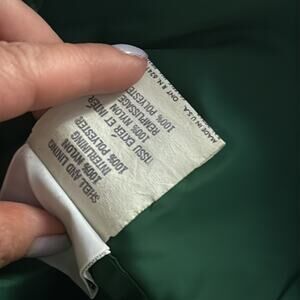 SHELL AND LINING
100% NYLON
INTERLINING
100% POLYESTER
TISSU EXTER ET INTER
100% NYLON
REMPLISSAGE
100% POLYESTER
MADE IN U.S.A.